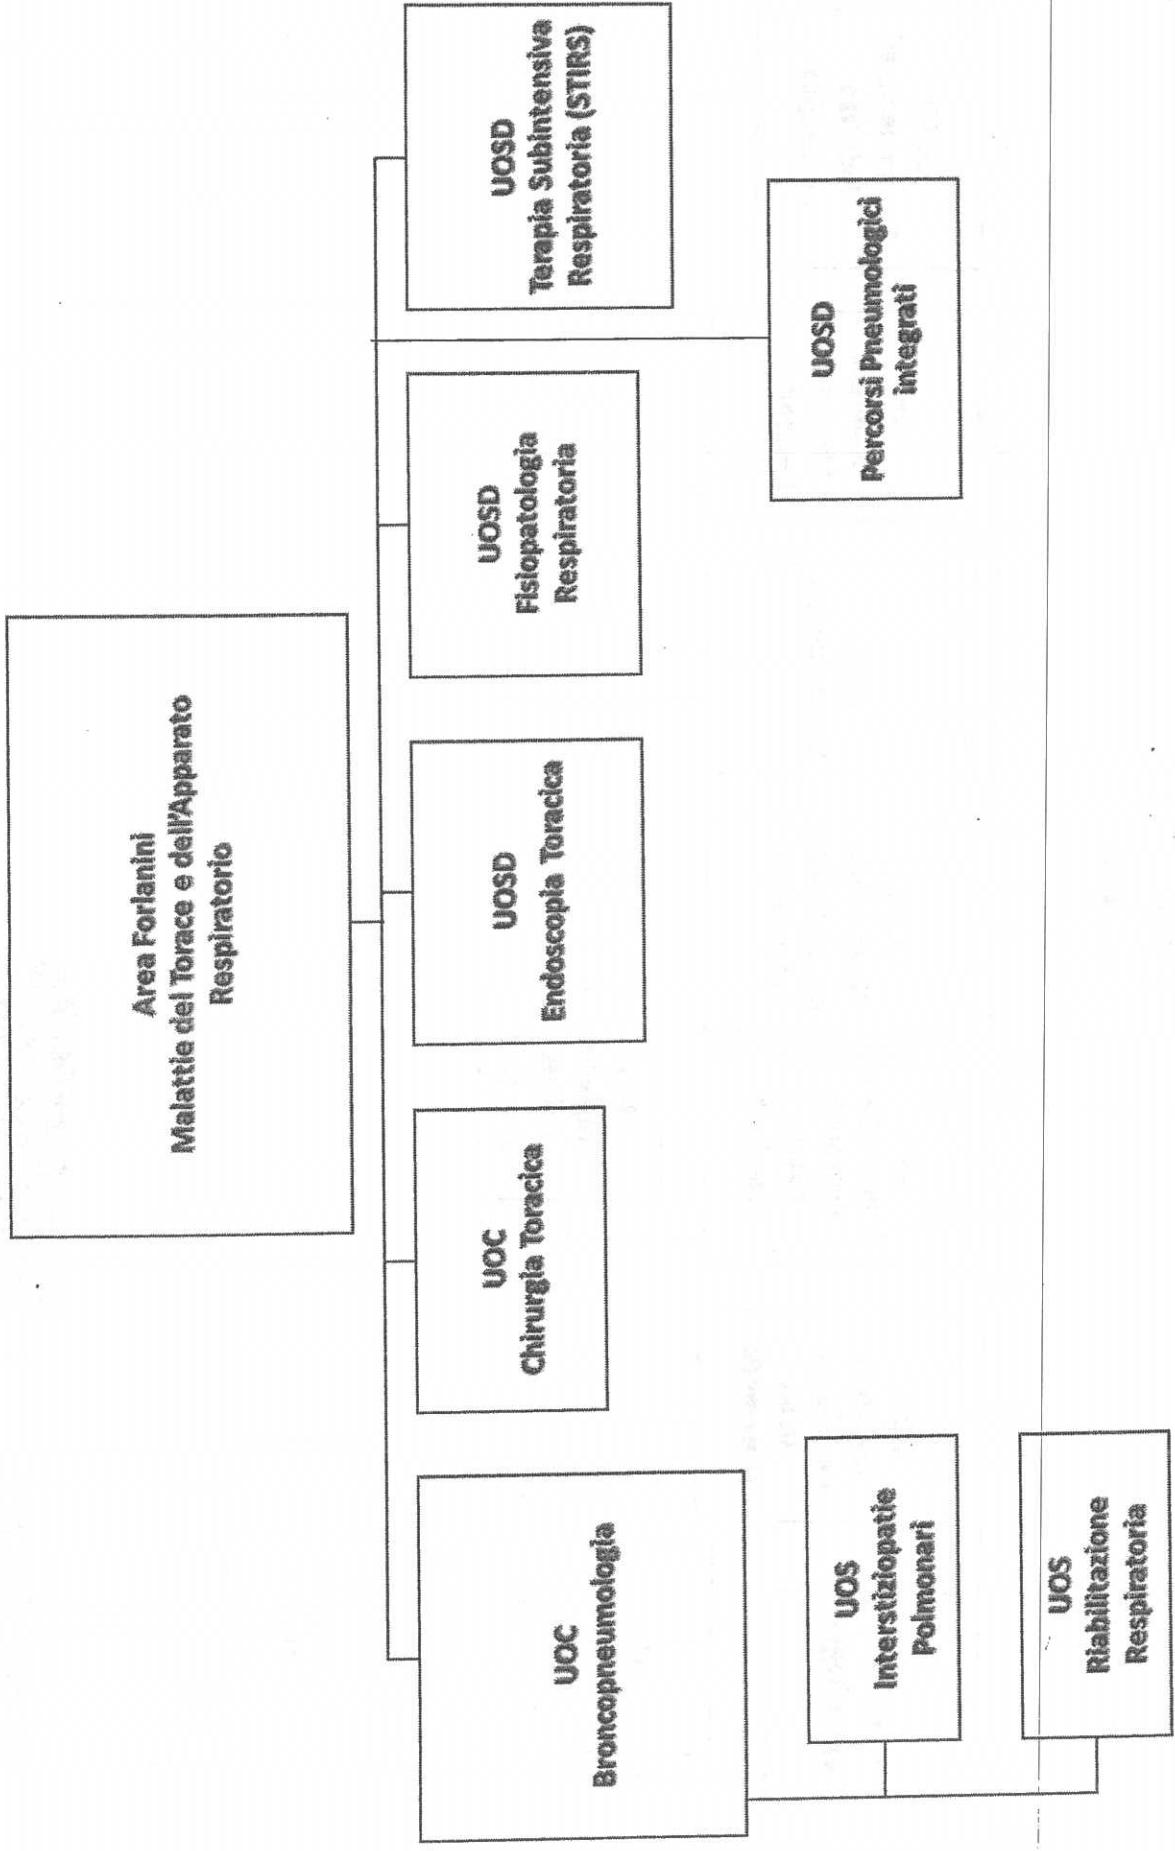 Area Forlanini
Malattie del Torace e dell'Apparato
Respiratorio
UOC
Broncopneumologia
UOS
Interstiziopatie
Polmonari
UOS
Riabilitazione
Respiratoria
UOC
Chirurgia Toracica
UOSD
Endoscopia Toracica
UOSD
Fisiopatologia
Respiratoria
UOSD
Terapia Subintensiva
Respiratoria (STIRS)
UOSD
Percorsi Pneumologici
integrati